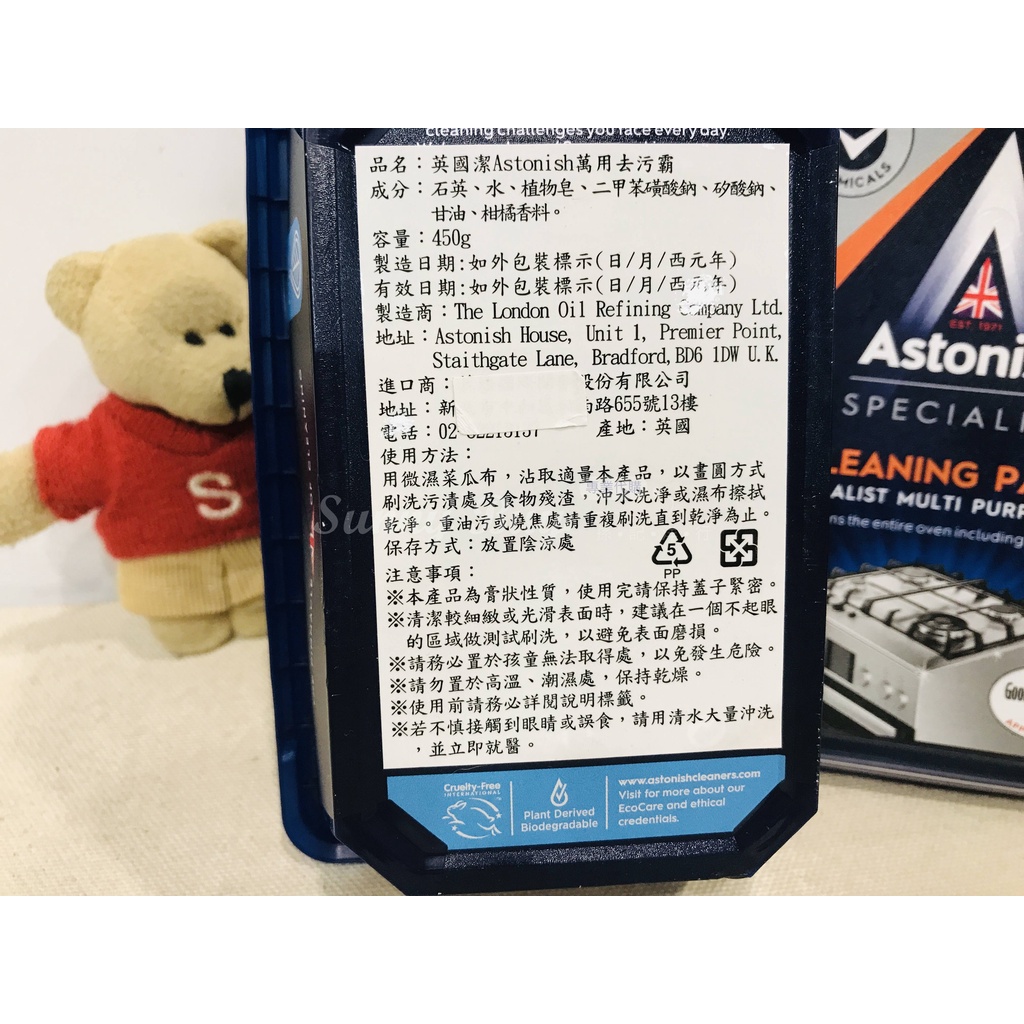 cleaning challenges you face every day.
品名：英國潔Astonish萬用去污霸
成分：石英、水、植物皂、二甲苯磺酸鈉、矽酸鈉、
甘油、柑橘香料。
容量：450g
製造日期:如外包裝標示(日/月/西元年)
有效日期:如外包裝標示(日/月/西元年)
製造商：The London Oil Refining Company Ltd.
地址：Astonish House, Unit 1, Premier Point,
Staithgate Lane, Bradford,BD6 1DW U.K.
進口商： 股份有限公司
地址：新 路655號13樓
電話：02- 產地：英國
使用方法：
用微濕菜瓜布，沾取適量本產品，以畫圓方式
刷洗污漬處及食物殘渣，沖水洗淨或濕布擦拭
乾淨。重油污或燒焦處請重複刷洗直到乾淨為止。
保存方式：放置陰涼處
5
PP
注意事項：
※本產品為膏狀性質，使用完請保持蓋子緊密。
※清潔較細緻或光滑表面時，建議在一個不起眼
的區域做測試刷洗，以避免表面磨損。
※請務必置於孩童無法取得處，以免發生危險。
※請勿置於高溫、潮濕處，保持乾燥。
※使用前請務必詳閱說明標籤。
※若不慎接觸到眼睛或誤食，請用清水大量沖洗
，並立即就醫。
Cruelty-Free
INTERNATIONAL
Plant Derived
Biodegradable
www.astonishcleaners.com
Visit for more about our
EcoCare and ethical
credentials.
S
EST. 1971